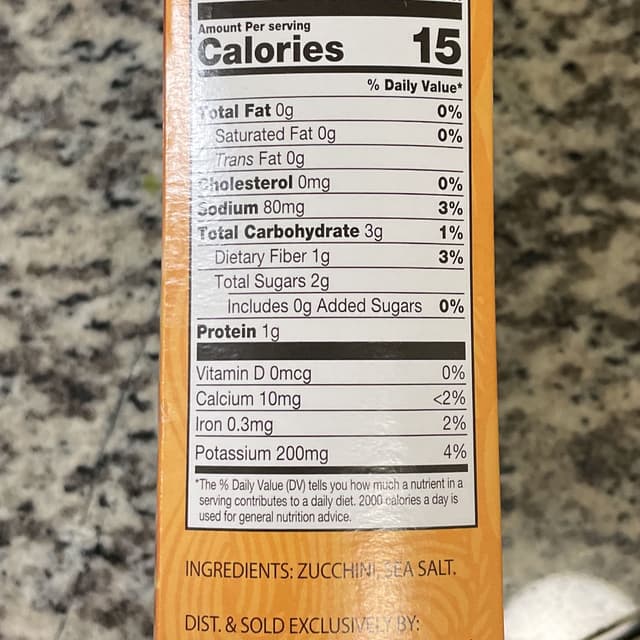 Amount Per serving
Calories 15
% Daily Value*
Total Fat 0g 0%
Saturated Fat 0g 0%
Trans Fat 0g
Cholesterol 0mg 0%
Sodium 80mg 3%
Total Carbohydrate 3g 1%
Dietary Fiber 1g 3%
Total Sugars 2g
Includes 0g Added Sugars 0%
Protein 1g
Vitamin D 0mcg 0%
Calcium 10mg <2%
Iron 0.3mg 2%
Potassium 200mg 4%
*The % Daily Value (DV) tells you how much a nutrient in a
serving contributes to a daily diet. 2000 calories a day is
used for general nutrition advice.
INGREDIENTS: ZUCCHINI, SEA SALT.
DIST. & SOLD EXCLUSIVELY BY: